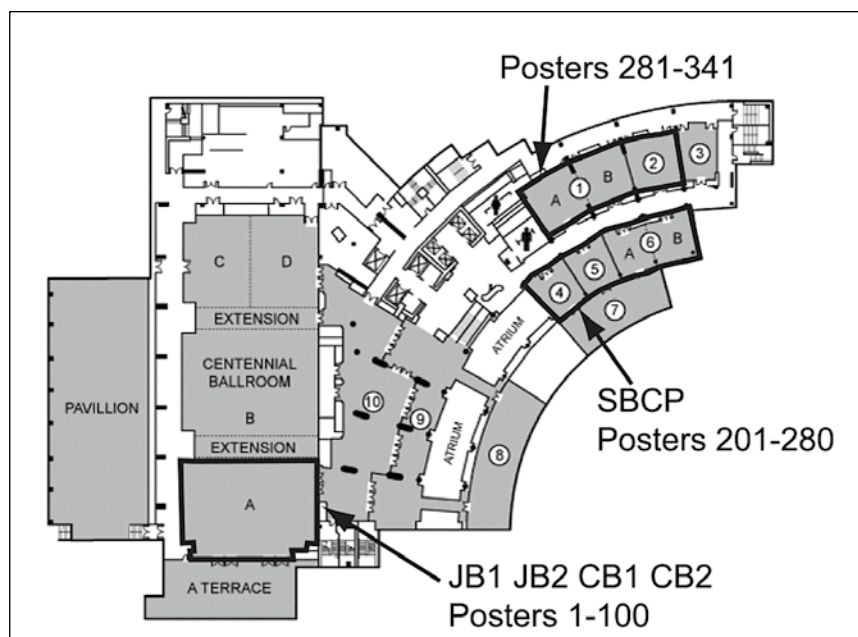 Posters 281-341
3
2
1
B
A
6
B
A
5
4
7
C
D
EXTENSION
ATRIUM
CENTENNIAL
BALLROOM
B
PAVILLION
10
9
SBCP
Posters 201-280
EXTENSION
ATRIUM
8
A
JB1 JB2 CB1 CB2
Posters 1-100
A TERRACE